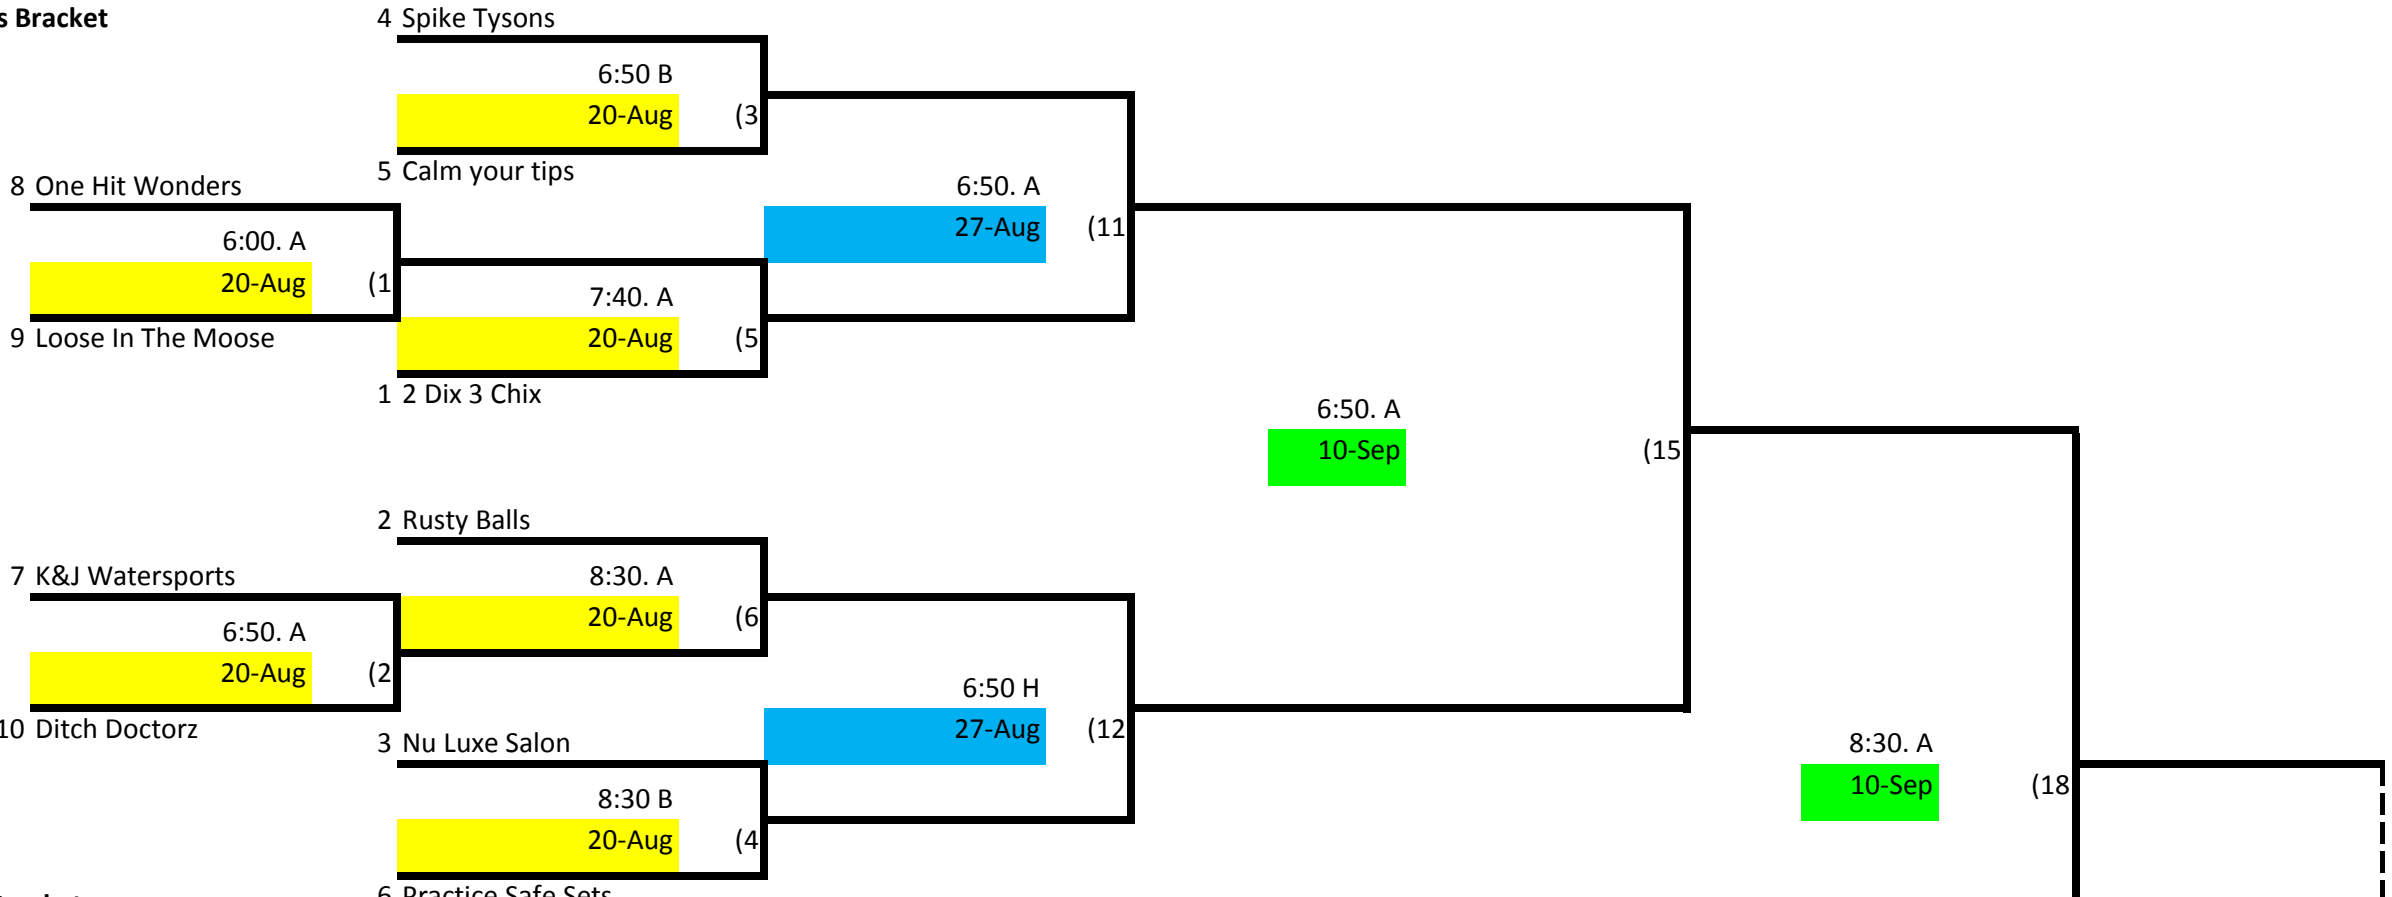 s Bracket
4 Spike Tysons
6:50 B
20-Aug (3
5 Calm your tips
8 One Hit Wonders
6:00. A
20-Aug (1
9 Loose In The Moose
7:40. A
20-Aug (5
1 2 Dix 3 Chix
6:50. A
27-Aug (11
6:50. A
10-Sep (15
2 Rusty Balls
7 K&J Watersports
8:30. A
20-Aug (6
6:50. A
20-Aug (2
10 Ditch Doctorz
3 Nu Luxe Salon
6:50 H
27-Aug (12
8:30 B
20-Aug (4
6 Practice Safe Sets
8:30. A
10-Sep (18